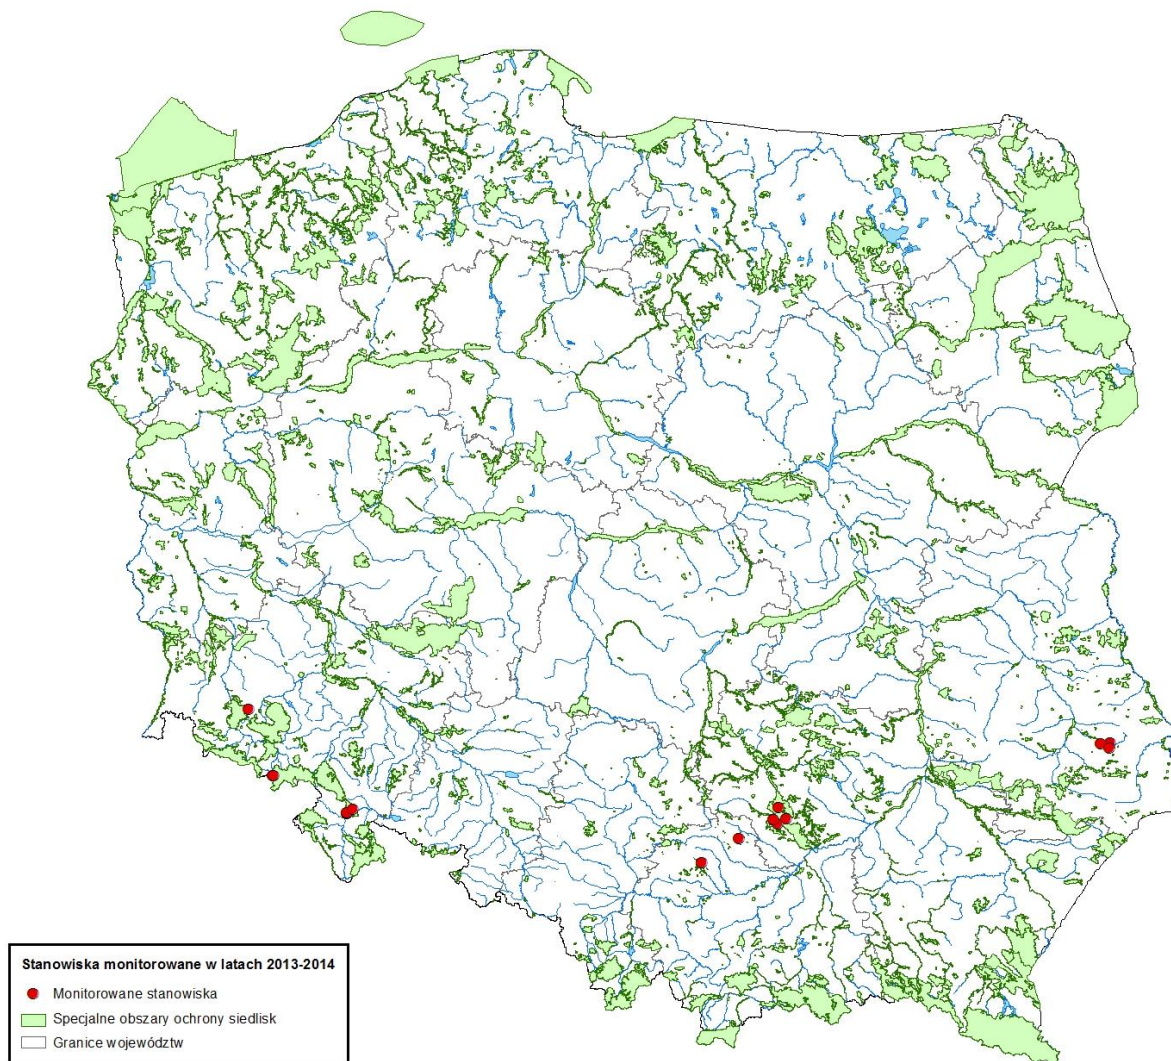 Stanowiska monitorowane w latach 2013-2014
Monitorowane stanowiska
Specjalne obszary ochrony siedlisk
Granice województw